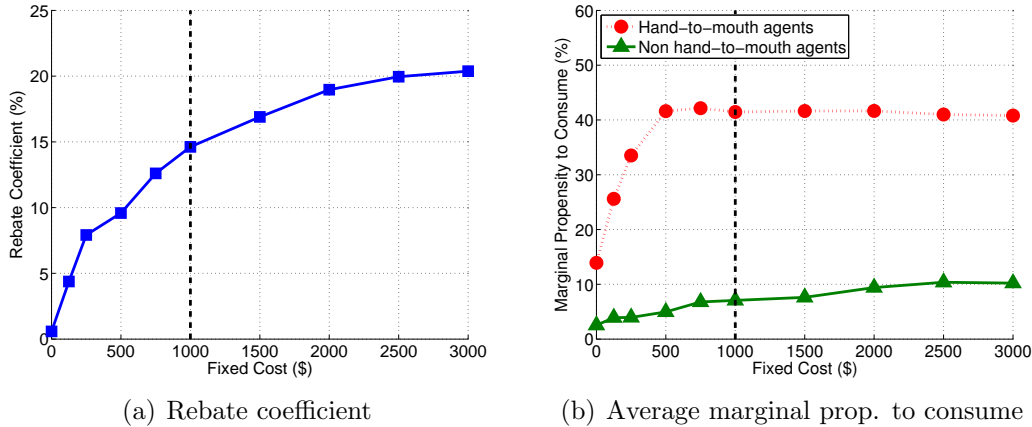 25
20
15
10
5
0
Rebate Coefficient (%)
0 500 1000 1500 2000 2500 3000
Fixed Cost ($)
(a) Rebate coefficient
60
50
40
30
20
10
0
Marginal Propensity to Consume (%)
Hand-to-mouth agents
Non hand-to-mouth agents
0 500 1000 1500 2000 2500 3000
Fixed Cost ($)
(b) Average marginal prop. to consume